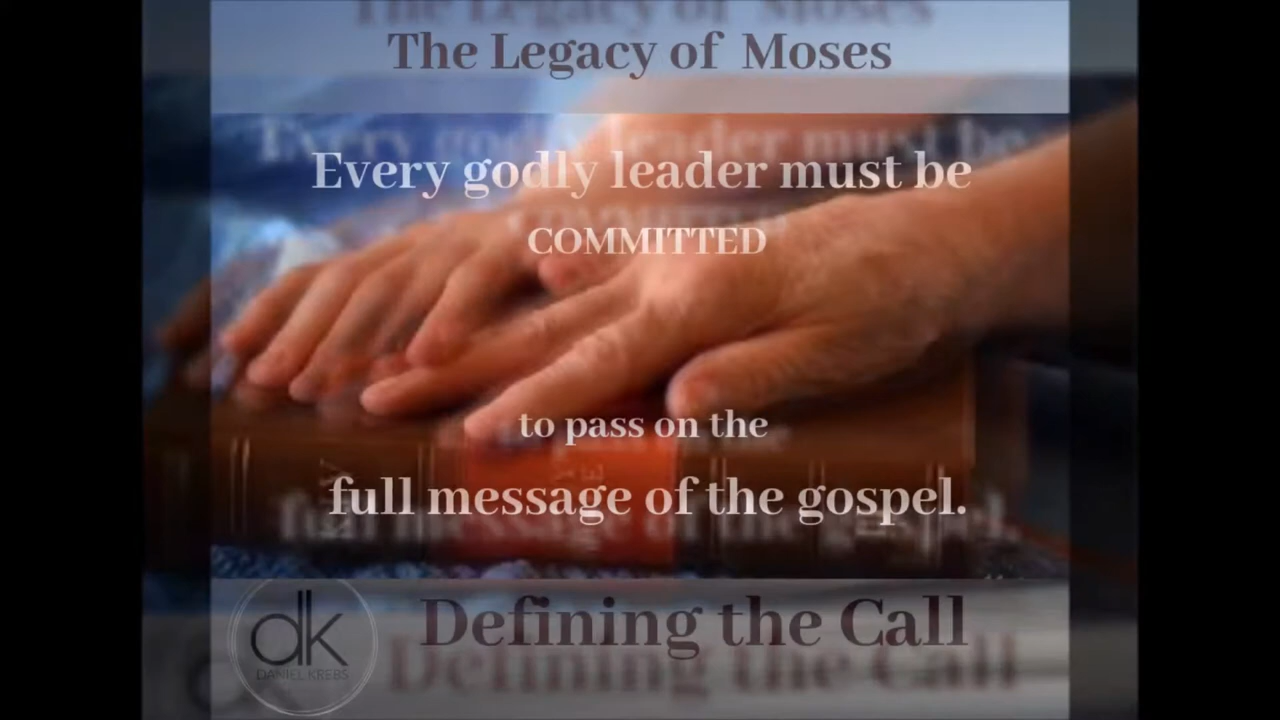 The Legacy of Moses
Every godly leader must be
COMMITTED
to pass on the
full message of the gospel.
dk
DANIEL KREBS
Defining the Call